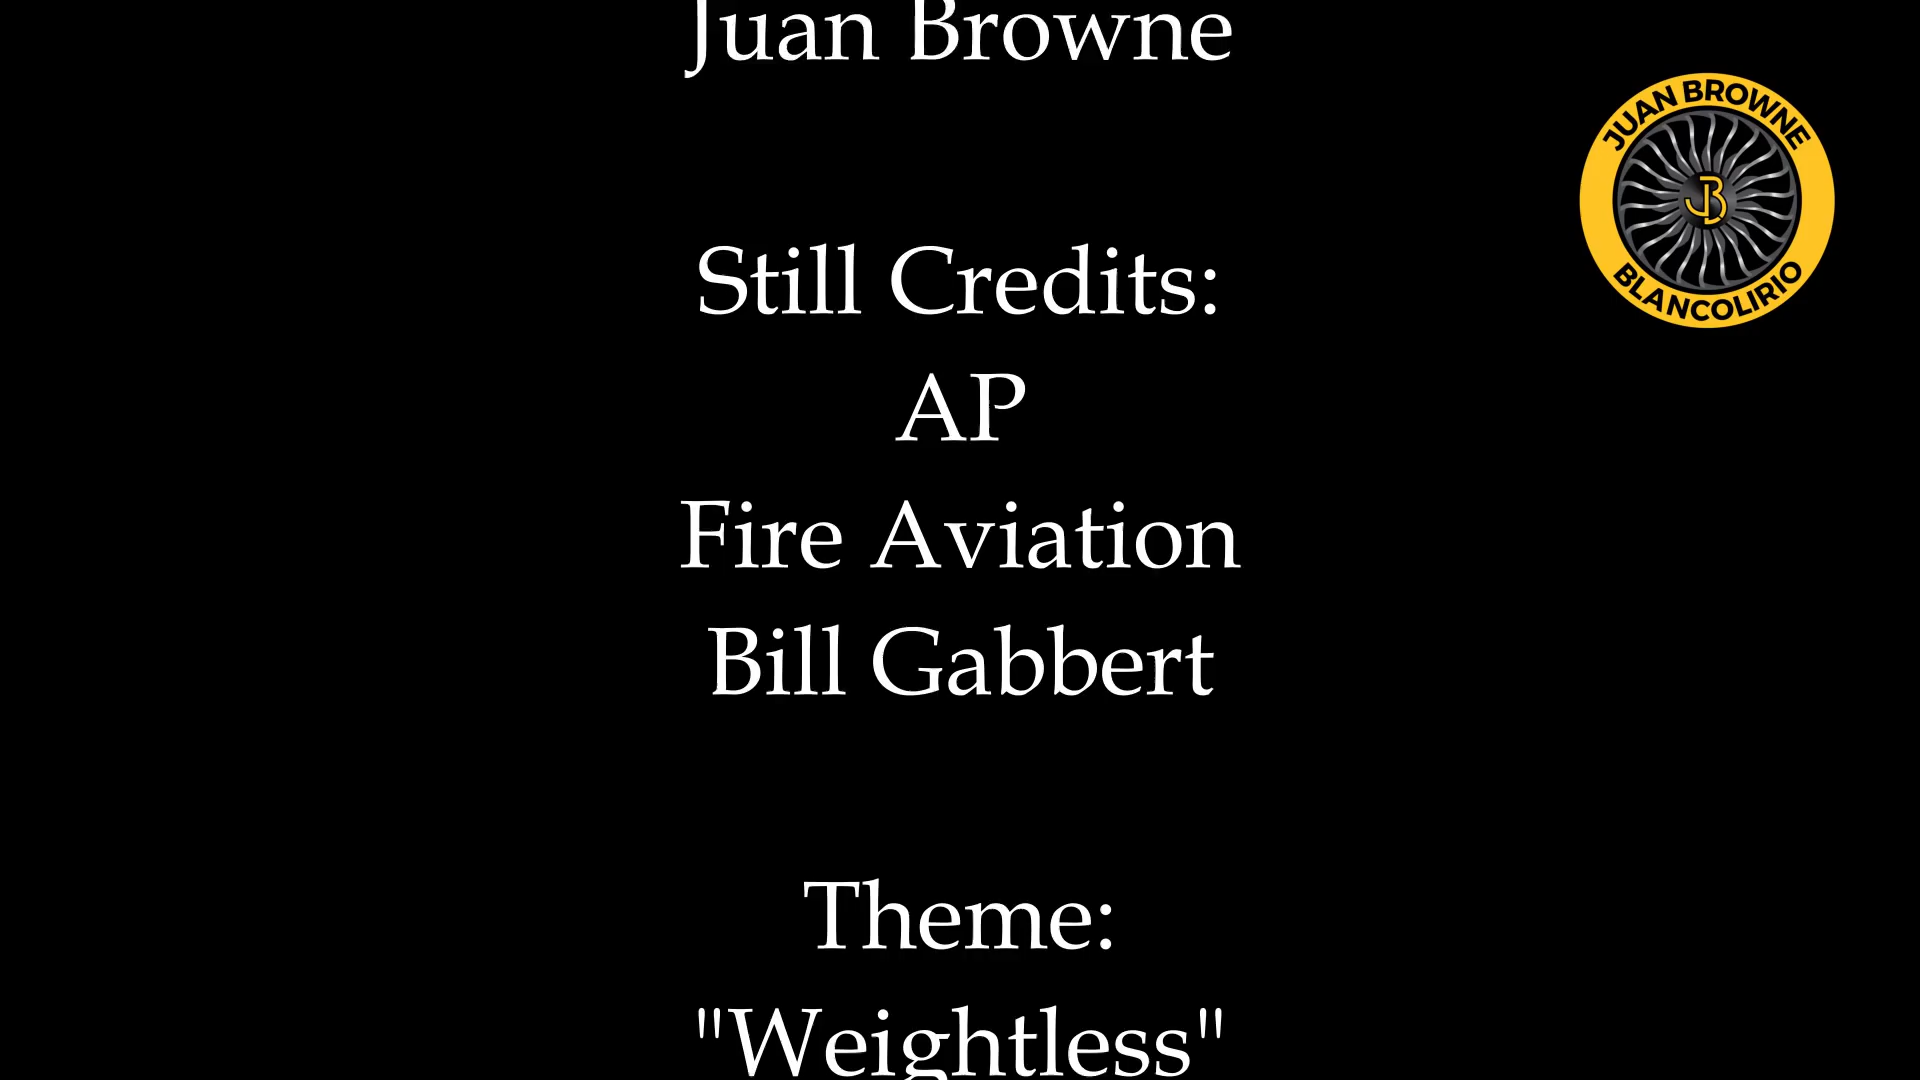 Juan Browne
Still Credits:
AP
Fire Aviation
Bill Gabbert
Theme:
"Weightless"
JUAN BROWNE
JB
BLANCOLIRIO